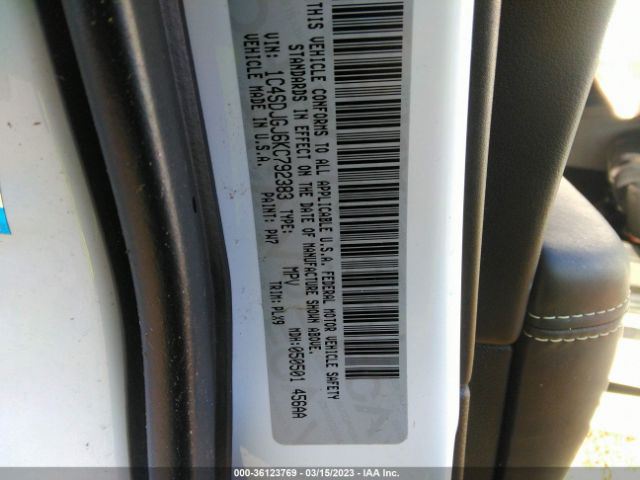 THIS VEHICLE CONFORMS TO ALL APPLICABLE U.S.A. FEDERAL MOTOR VEHICLE SAFETY
STANDARDS IN EFFECT ON THE DATE OF MANUFACTURE SHOWN ABOVE.
VIN: 1C4SDJGJ6KC792383 TYPE: MPV MDH:050501 456AA
VEHICLE MADE IN U.S.A. PAINT: PW7 TRIM: PLX9
000-36123769 - 03/15/2023 - IAA Inc.